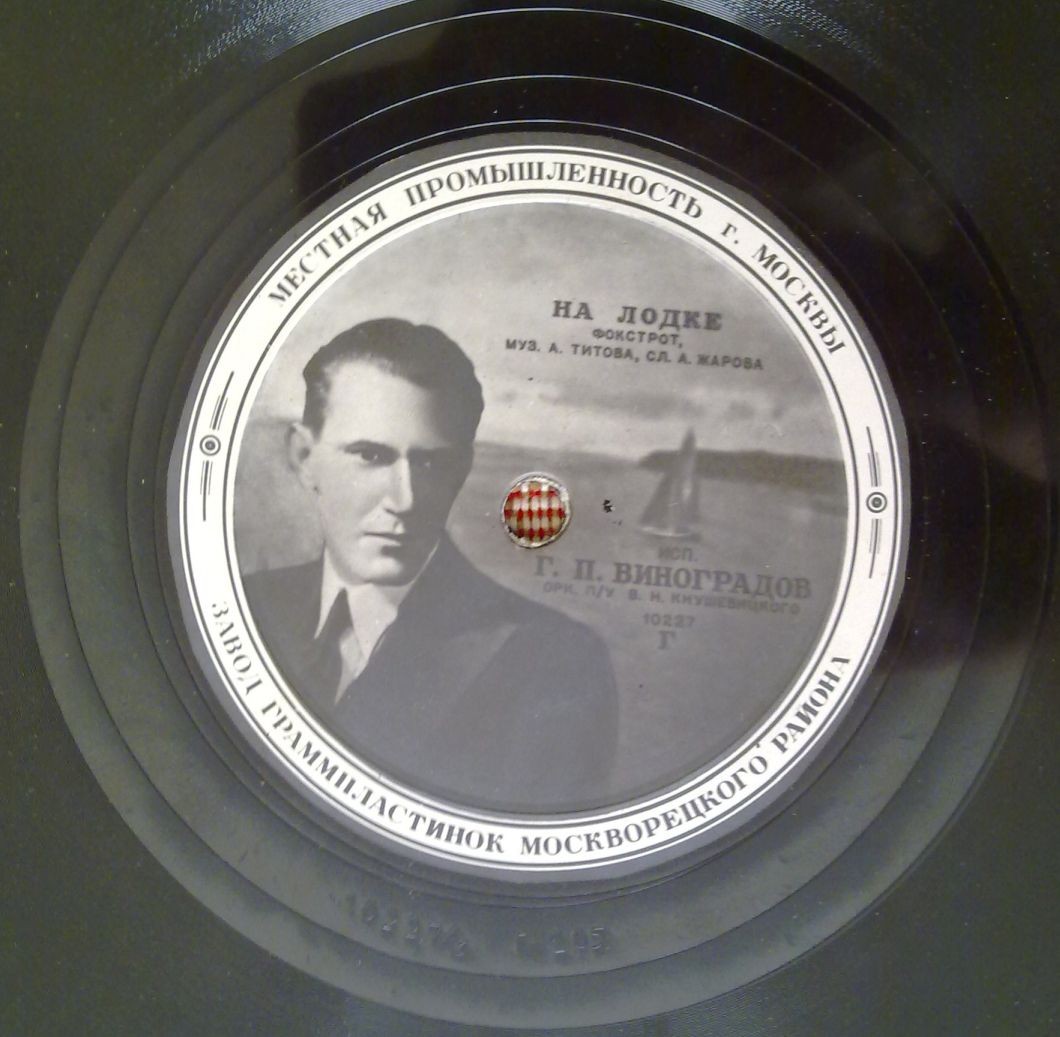 МЕСТНАЯ ПРОМЫШЛЕННОСТЬ г. МОСКВЫ
НА ЛОДКЕ
ФОКСТРОТ,
МУЗ. А. ТИТОВА, СЛ. А. ЖАРОВА
ИСП.
Г. П. ВИНОГРАДОВ
ОРК. П/У В. Н. КНУШЕВИЦКОГО
10227
Г
ЗАВОД ГРАММПЛАСТИНОК МОСКВОРЕЦКОГО РАЙОНА